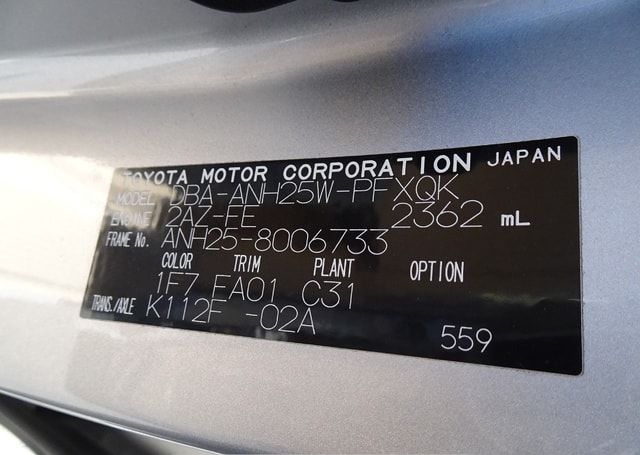 TOYOTA MOTOR CORPORATION JAPAN
MODEL DBA-ANH25W-PFXQK
ENGINE 2AZ-FE 2362 mL
FRAME No. ANH25-8006733
COLOR TRIM PLANT OPTION
1F7 FA01 C31
TRANS./AXLE K112F -02A
559